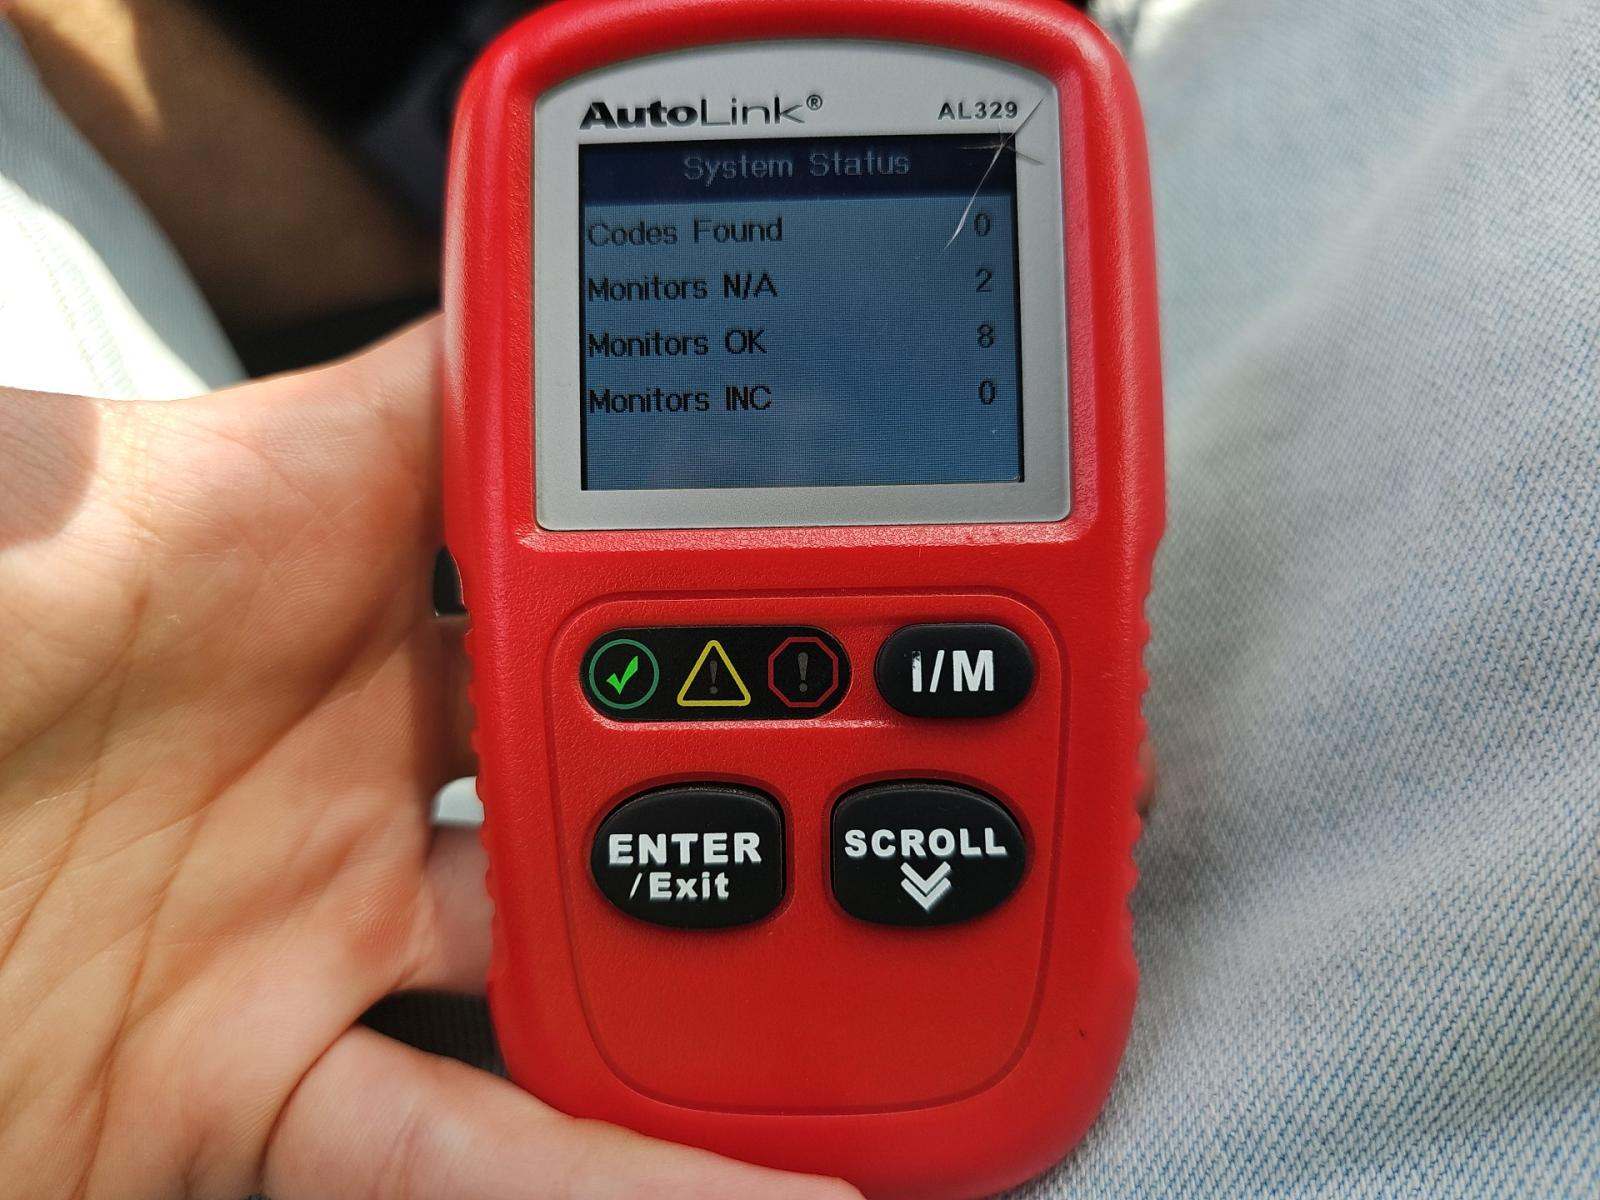 AutoLink® AL329
System Status
Codes Found 0
Monitors N/A 2
Monitors OK 8
Monitors INC 0
! !
I/M
ENTER SCROLL
/Exit